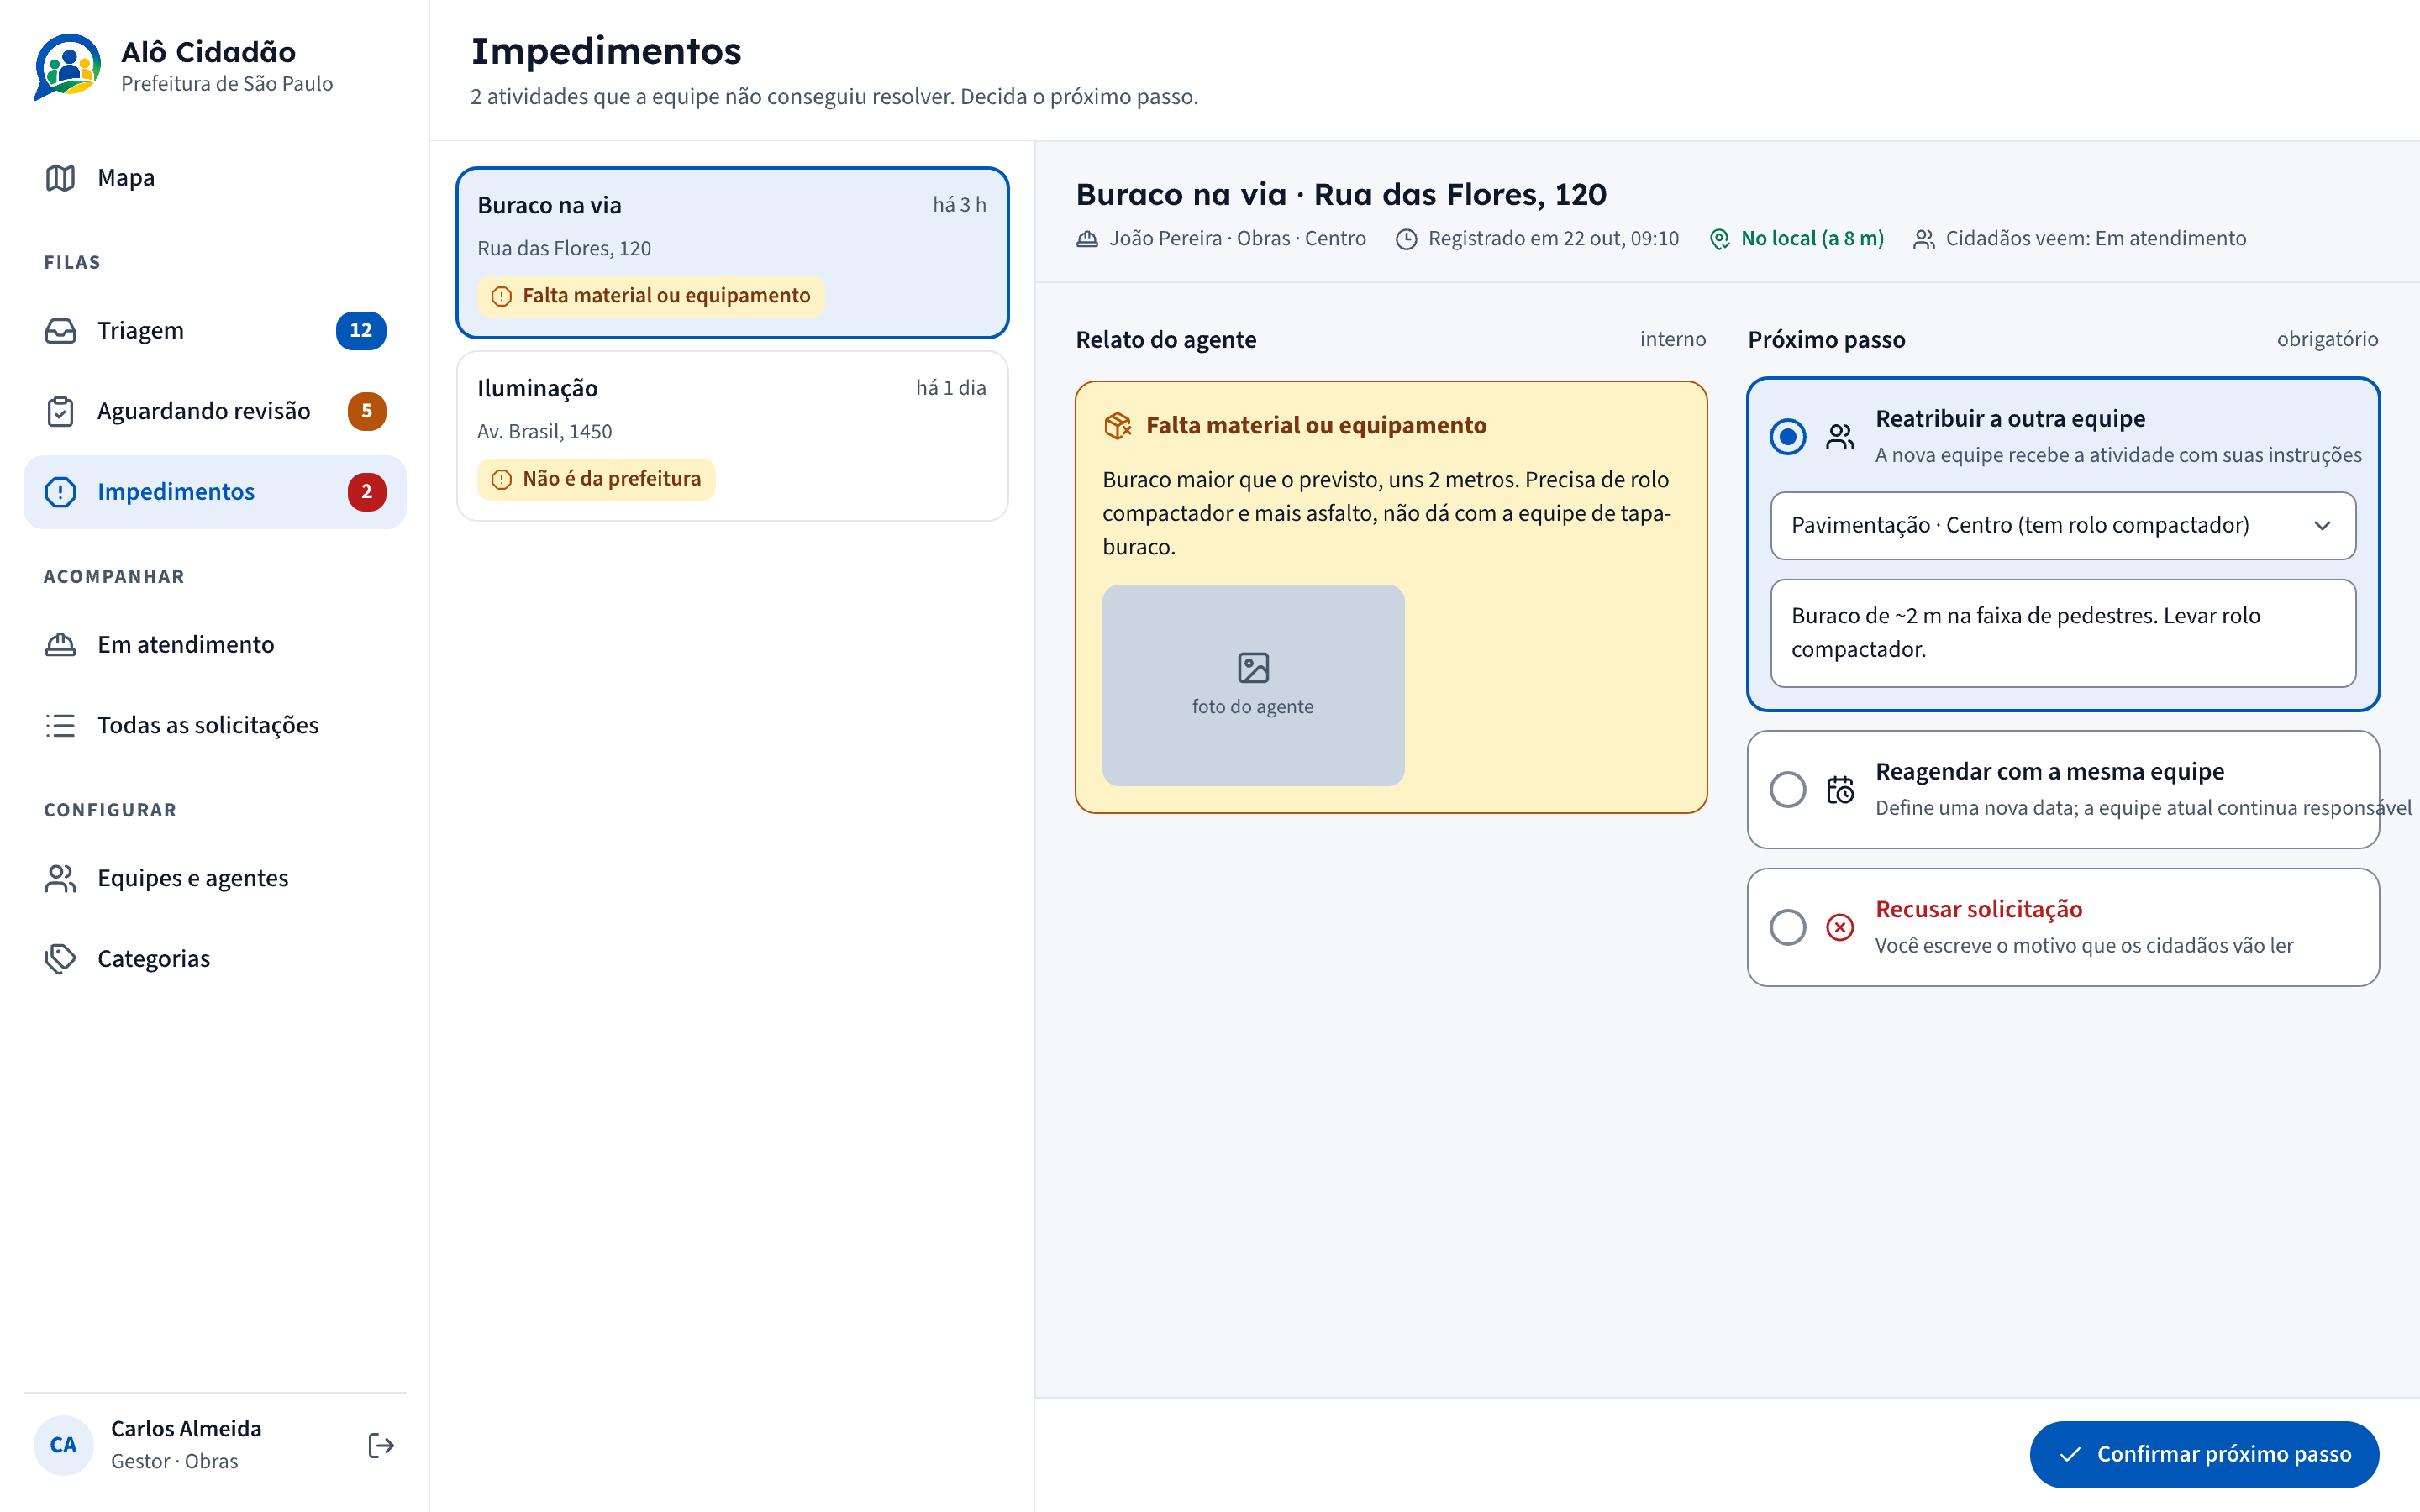 Alô Cidadão
Prefeitura de São Paulo
Mapa
FILAS
Triagem
12
Aguardando revisão
5
Impedimentos
2
ACOMPANHAR
Em atendimento
Todas as solicitações
CONFIGURAR
Equipes e agentes
Categorias
CA
Carlos Almeida
Gestor · Obras
Impedimentos
2 atividades que a equipe não conseguiu resolver. Decida o próximo passo.
Buraco na via
há 3 h
Rua das Flores, 120
Falta material ou equipamento
Iluminação
há 1 dia
Av. Brasil, 1450
Não é da prefeitura
Buraco na via · Rua das Flores, 120
João Pereira · Obras · Centro
Registrado em 22 out, 09:10
No local (a 8 m)
Cidadãos veem: Em atendimento
Relato do agente
interno
Falta material ou equipamento
Buraco maior que o previsto, uns 2 metros. Precisa de rolo
compactador e mais asfalto, não dá com a equipe de tapa-
buraco.
foto do agente
Próximo passo
obrigatório
Reatribuir a outra equipe
A nova equipe recebe a atividade com suas instruções
Pavimentação · Centro (tem rolo compactador)
Buraco de ~2 m na faixa de pedestres. Levar rolo
compactador.
Reagendar com a mesma equipe
Define uma nova data; a equipe atual continua responsável
Recusar solicitação
Você escreve o motivo que os cidadãos vão ler
Confirmar próximo passo